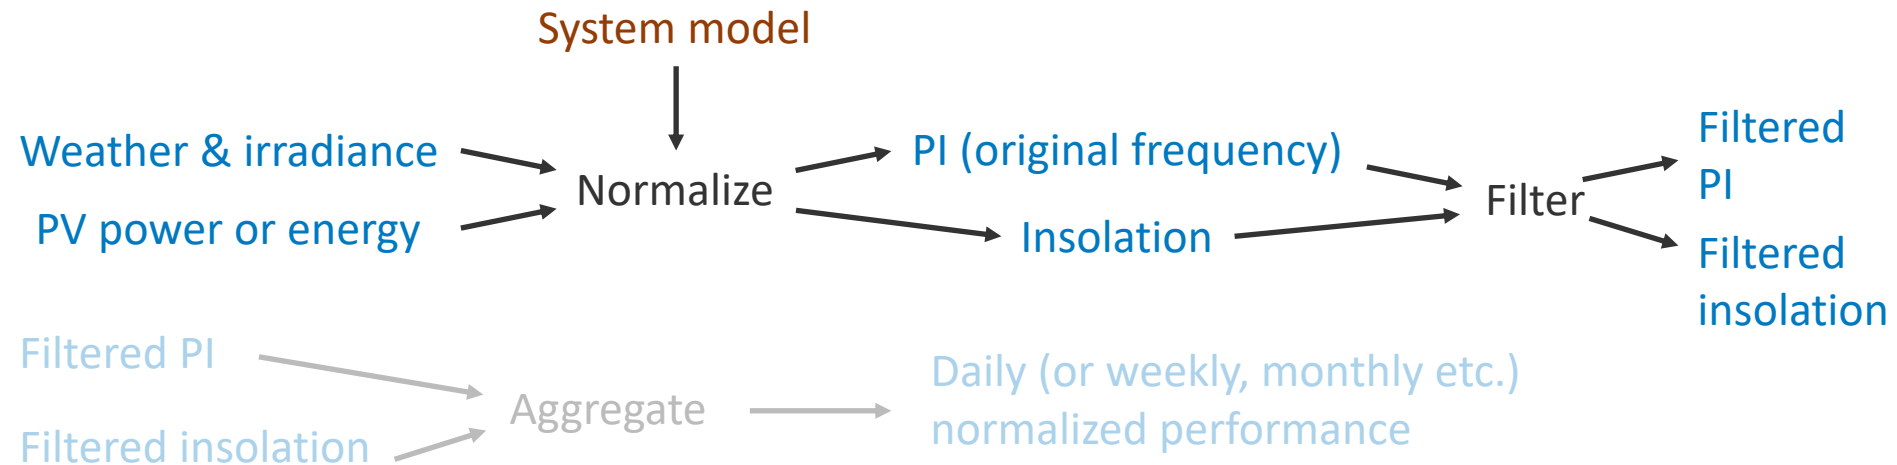 System model
Weather & irradiance
PV power or energy
Normalize
PI (original frequency)
Insolation
Filter
Filtered
PI
Filtered
insolation
Filtered PI
Filtered insolation
Aggregate
Daily (or weekly, monthly etc.)
normalized performance